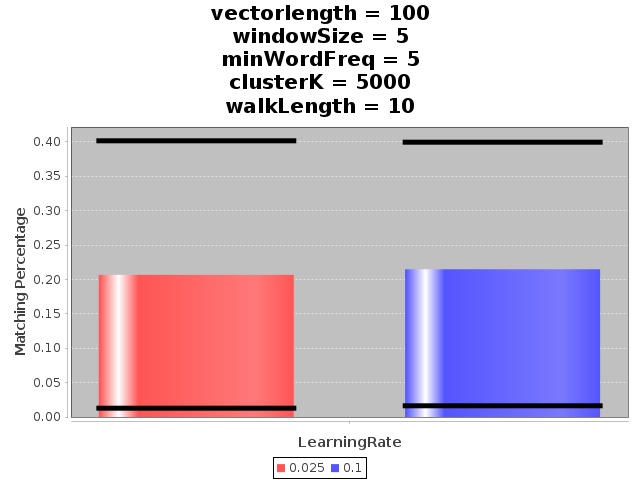 vectorlength = 100
windowSize = 5
minWordFreq = 5
clusterK = 5000
walkLength = 10
Matching Percentage
0.40
0.35
0.30
0.25
0.20
0.15
0.10
0.05
0.00
LearningRate
0.025 0.1